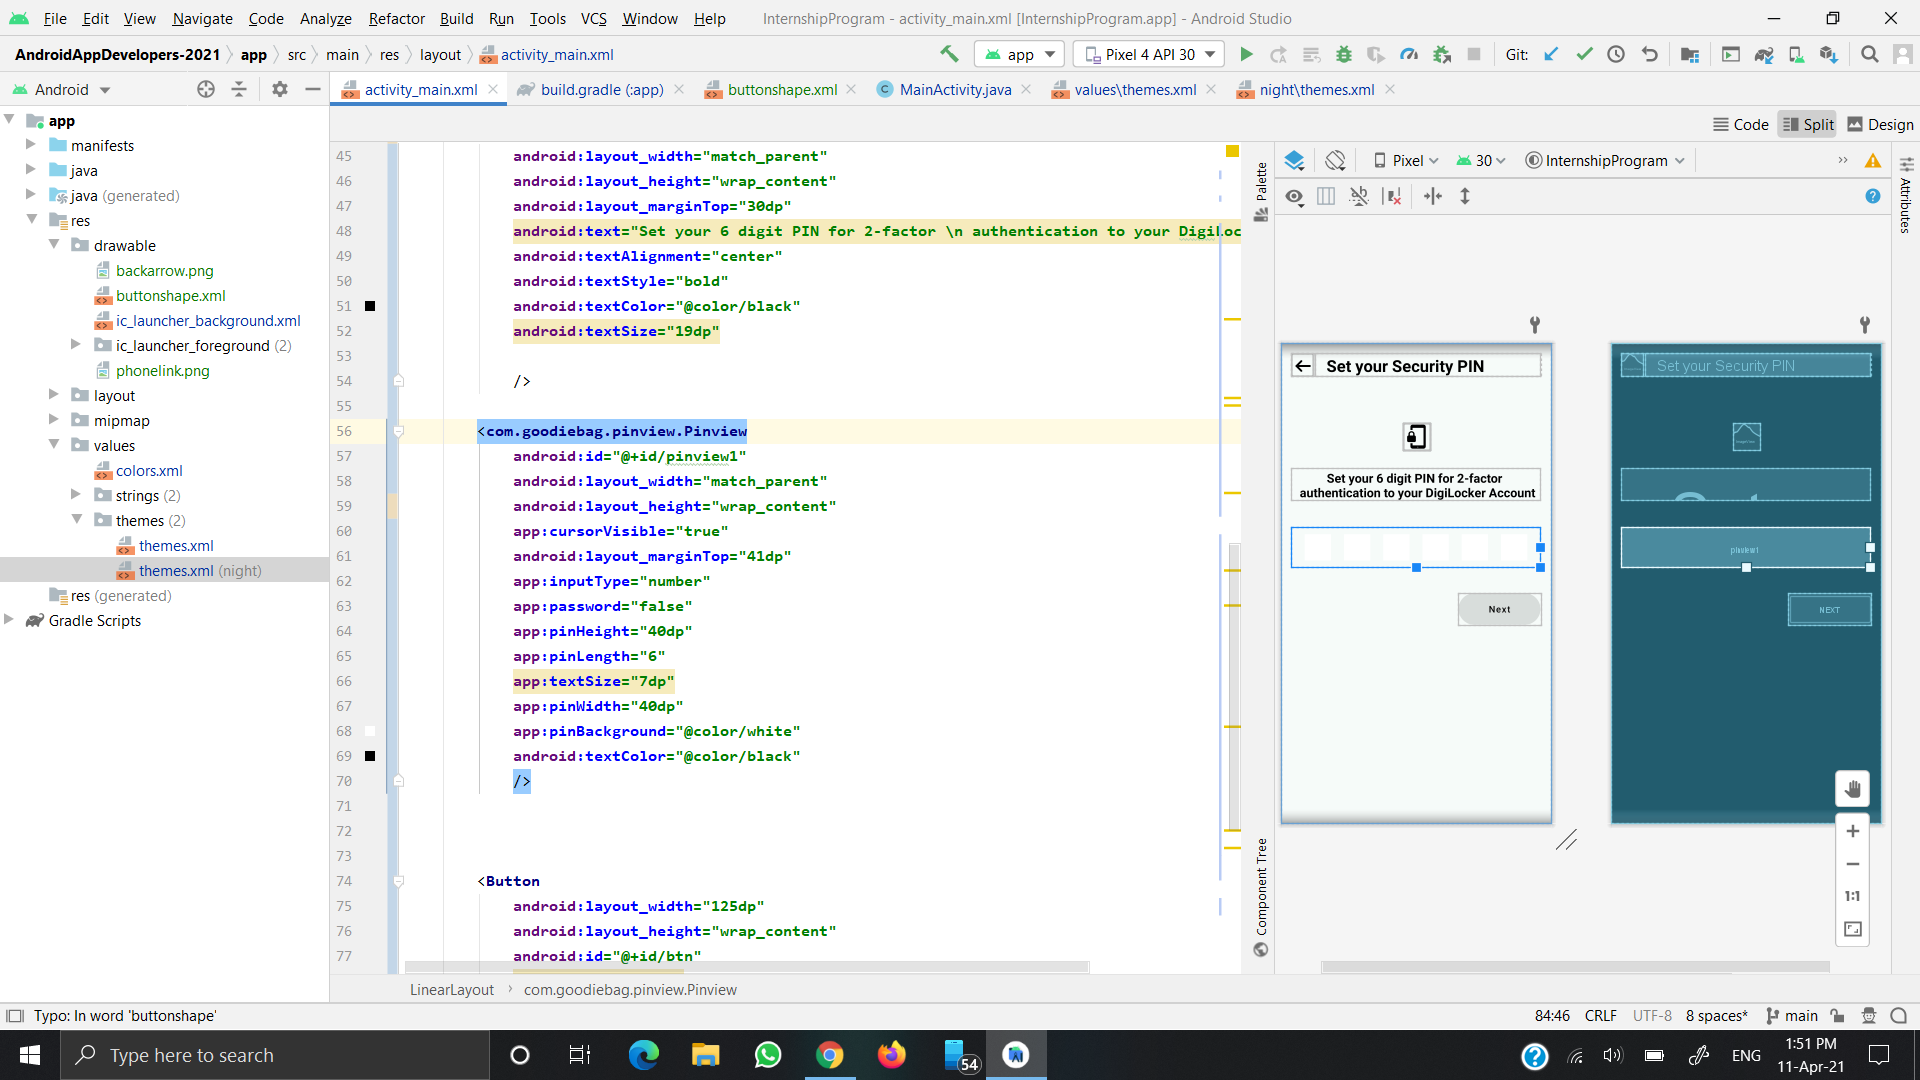 File Edit View Navigate Code Analyze Refactor Build Run Tools VCS Window Help InternshipProgram - activity_main.xml [InternshipProgram.app] - Android Studio
AndroidAppDevelopers-2021 app src main res layout activity_main.xml app Pixel 4 API 30 Git:
Android activity_main.xml build.gradle (:app) buttonshape.xml MainActivity.java values\themes.xml night\themes.xml
Code Split Design
app
manifests
java
java (generated)
res
drawable
backarrow.png
buttonshape.xml
ic_launcher_background.xml
ic_launcher_foreground (2)
phonelink.png
layout
mipmap
values
colors.xml
strings (2)
themes (2)
themes.xml
themes.xml (night)
res (generated)
Gradle Scripts
45 android:layout_width="match_parent"
46 android:layout_height="wrap_content"
47 android:layout_marginTop="30dp"
48 android:text="Set your 6 digit PIN for 2-factor \n authentication to your DigiLoc
49 android:textAlignment="center"
50 android:textStyle="bold"
51 android:textColor="@color/black"
52 android:textSize="19dp"
53
54 />
55
56 <com.goodiebag.pinview.Pinview
57 android:id="@+id/pinview1"
58 android:layout_width="match_parent"
59 android:layout_height="wrap_content"
60 app:cursorVisible="true"
61 android:layout_marginTop="41dp"
62 app:inputType="number"
63 app:password="false"
64 app:pinHeight="40dp"
65 app:pinLength="6"
66 app:textSize="7dp"
67 app:pinWidth="40dp"
68 app:pinBackground="@color/white"
69 android:textColor="@color/black"
70 />
71
72
73
74 <Button
75 android:layout_width="125dp"
76 android:layout_height="wrap_content"
77 android:id="@+id/btn"
LinearLayout › com.goodiebag.pinview.Pinview
Palette
Component Tree
Pixel 30 InternshipProgram
Attributes
Set your Security PIN
Set your 6 digit PIN for 2-factor
authentication to your DigiLocker Account
Next
Set your Security PIN
pinview1
NEXT
1:1
Typo: In word 'buttonshape' 84:46 CRLF UTF-8 8 spaces* main
Type here to search 54 ENG 1:51 PM
11-Apr-21